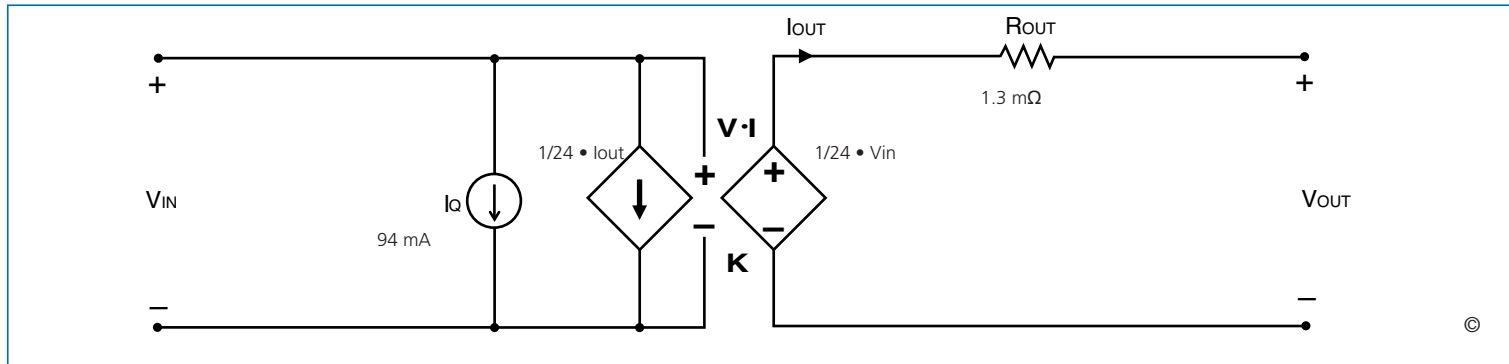 IOUT
ROUT
+
+
1.3 mΩ
V•I
1/24 • Iout
1/24 • Vin
+
+
VIN
IQ
VOUT
94 mA
–
–
K
–
–
©